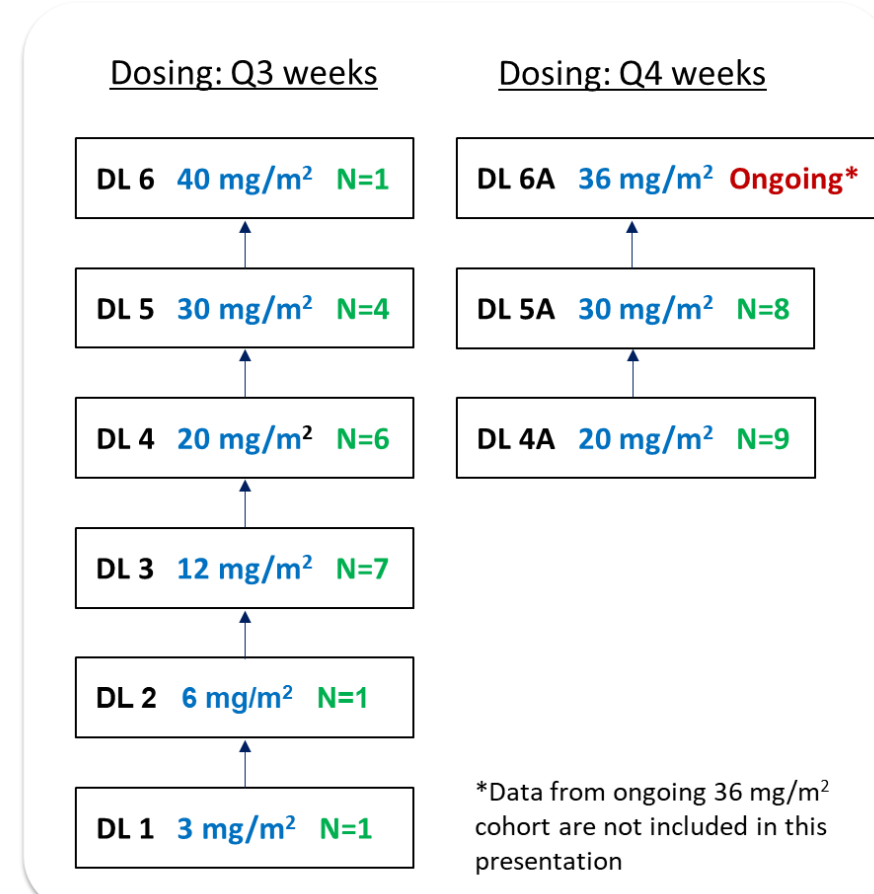 Dosing: Q3 weeks
DL 6 40 mg/m² N=1
DL 5 30 mg/m² N=4
DL 4 20 mg/m² N=6
DL 3 12 mg/m² N=7
DL 2 6 mg/m² N=1
DL 1 3 mg/m² N=1
Dosing: Q4 weeks
DL 6A 36 mg/m² Ongoing*
DL 5A 30 mg/m² N=8
DL 4A 20 mg/m² N=9
*Data from ongoing 36 mg/m²
cohort are not included in this
presentation